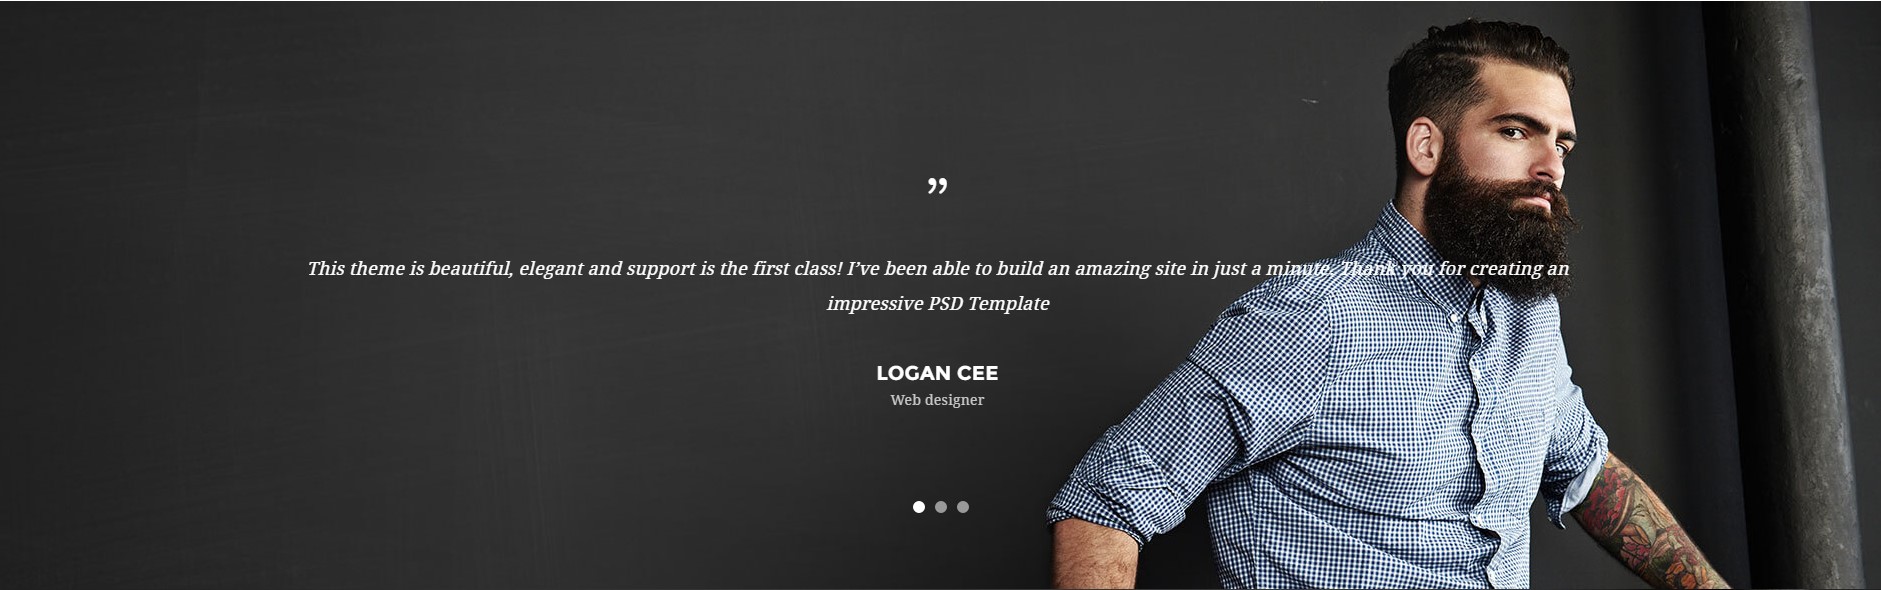 ”
This theme is beautiful, elegant and support is the first class! I’ve been able to build an amazing site in just a minute. Thank you for creating an
impressive PSD Template
LOGAN CEE
Web designer